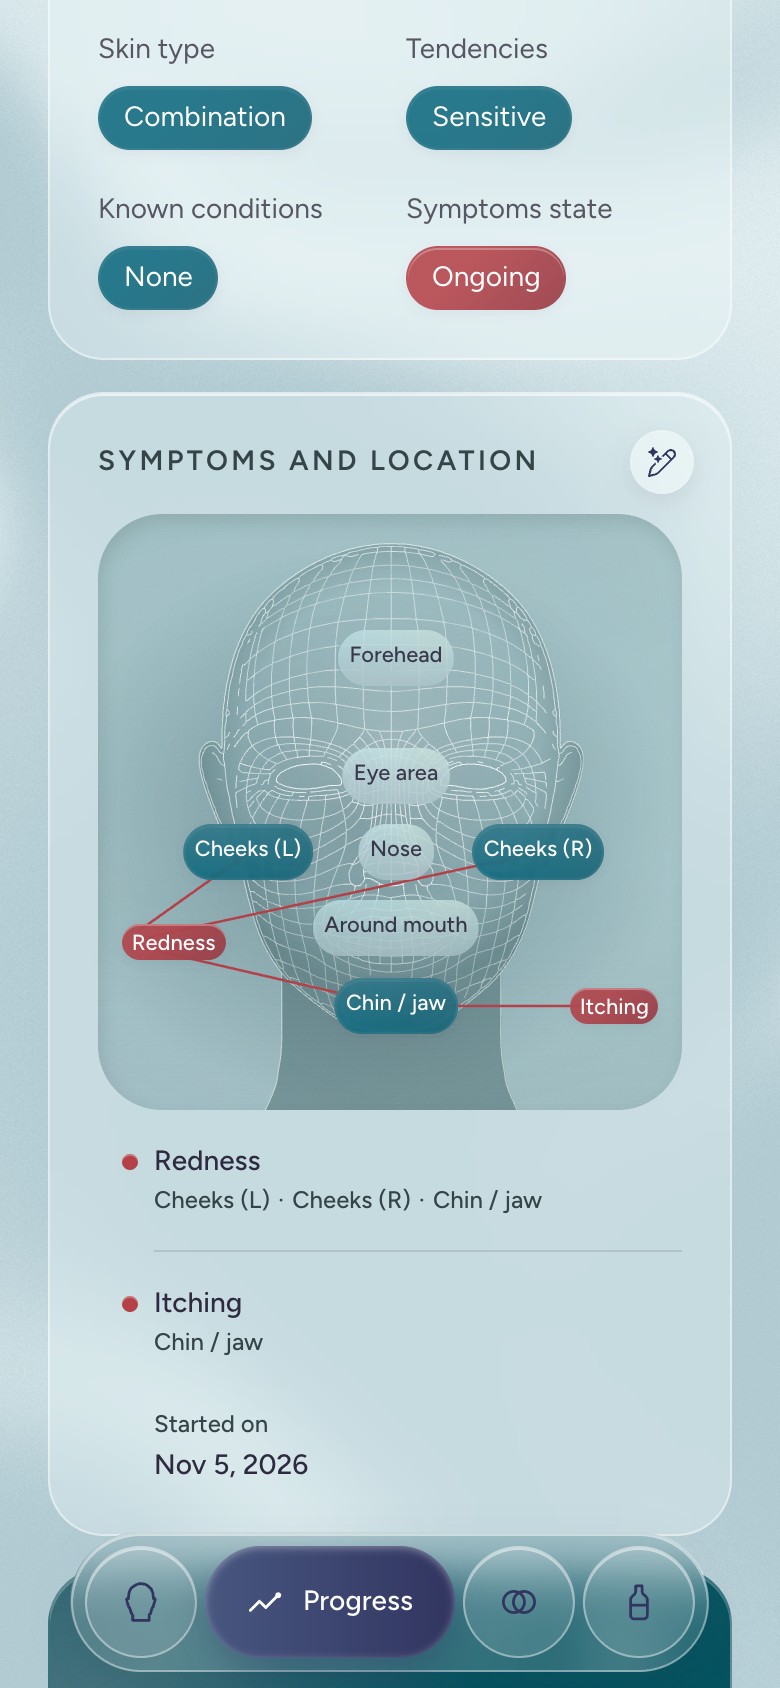 Skin type
Tendencies
Combination
Sensitive
Known conditions
Symptoms state
None
Ongoing
SYMPTOMS AND LOCATION
Forehead
Eye area
Cheeks (L)
Nose
Cheeks (R)
Around mouth
Redness
Chin / jaw
Itching
Redness
Cheeks (L) · Cheeks (R) · Chin / jaw
Itching
Chin / jaw
Started on
Nov 5, 2026
Progress